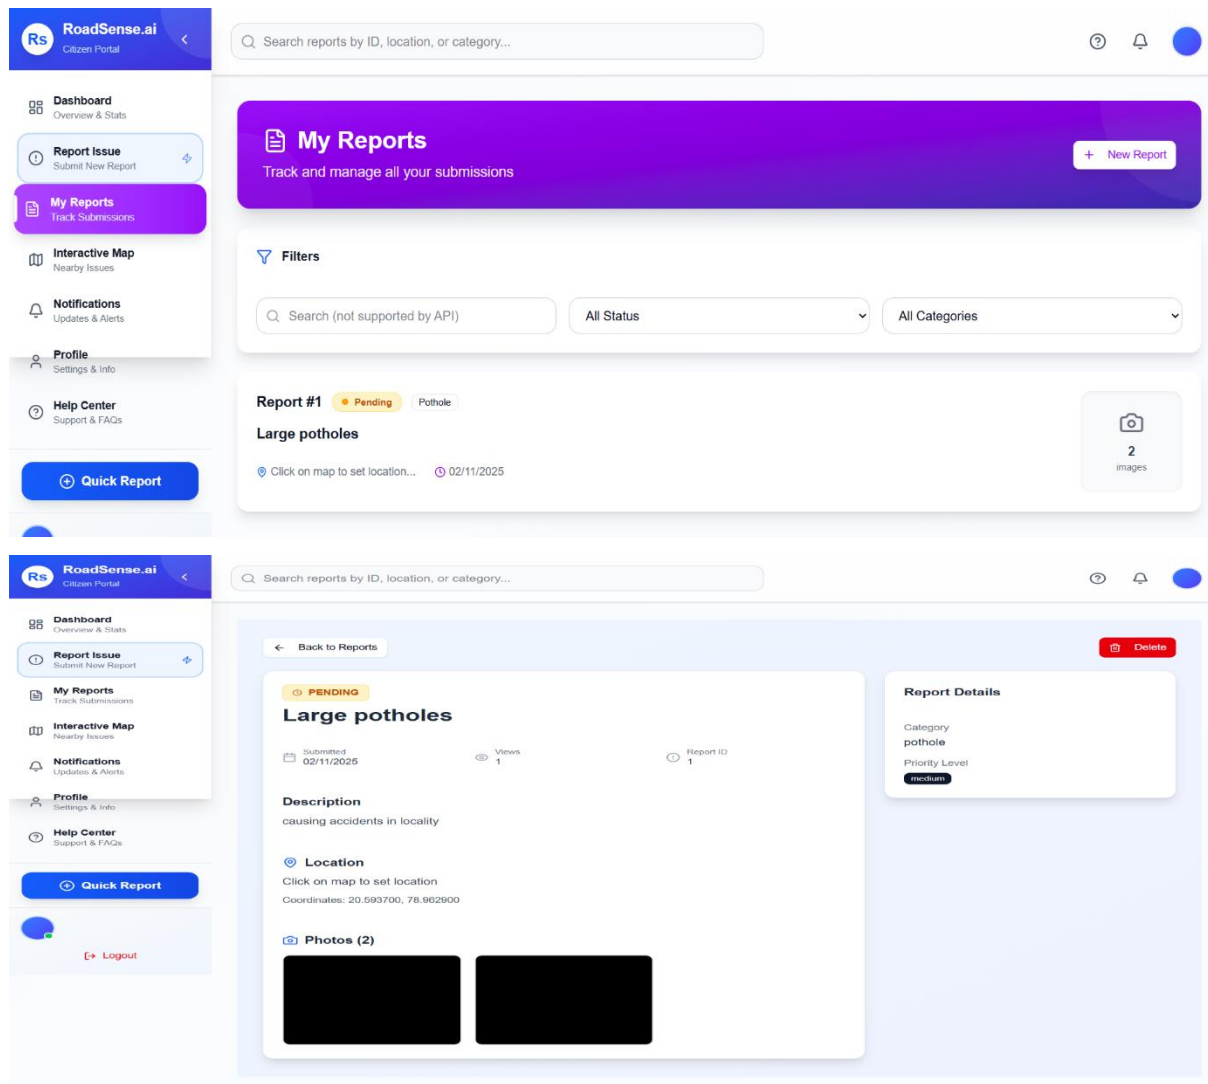 Rs
RoadSense.ai
Citizen Portal
Search reports by ID, location, or category...
Dashboard
Overview & Stats
Report Issue
Submit New Report
My Reports
Track Submissions
Interactive Map
Nearby Issues
Notifications
Updates & Alerts
Profile
Settings & Info
Help Center
Support & FAQs
Quick Report
My Reports
Track and manage all your submissions
+ New Report
Filters
Search (not supported by API)
All Status
All Categories
Report #1 Pending Pothole
Large potholes
Click on map to set location... 02/11/2025
2
images
Rs
RoadSense.ai
Citizen Portal
Search reports by ID, location, or category...
Dashboard
Overview & Stats
Report Issue
Submit New Report
My Reports
Track Submissions
Interactive Map
Nearby Issues
Notifications
Updates & Alerts
Profile
Settings & Info
Help Center
Support & FAQs
Quick Report
Logout
Back to Reports
Delete
PENDING
Large potholes
Submitted
02/11/2025
Views
1
Report ID
1
Description
causing accidents in locality
Location
Click on map to set location
Coordinates: 20.593700, 78.962900
Photos (2)
Report Details
Category
pothole
Priority Level
medium